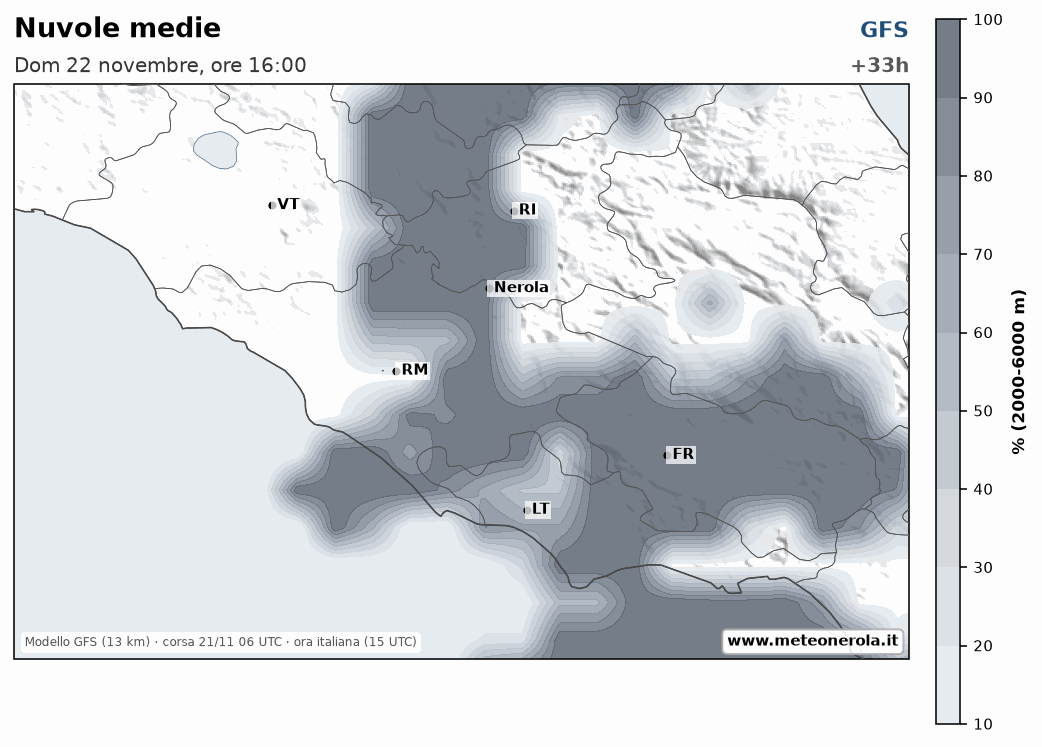 Nuvole medie
GFS
Dom 22 novembre, ore 16:00
+33h
VT
RI
Nerola
RM
FR
LT
Modello GFS (13 km) · corsa 21/11 06 UTC · ora italiana (15 UTC)
www.meteonerola.it
100
90
80
70
60
50
40
30
20
10
% (2000-6000 m)